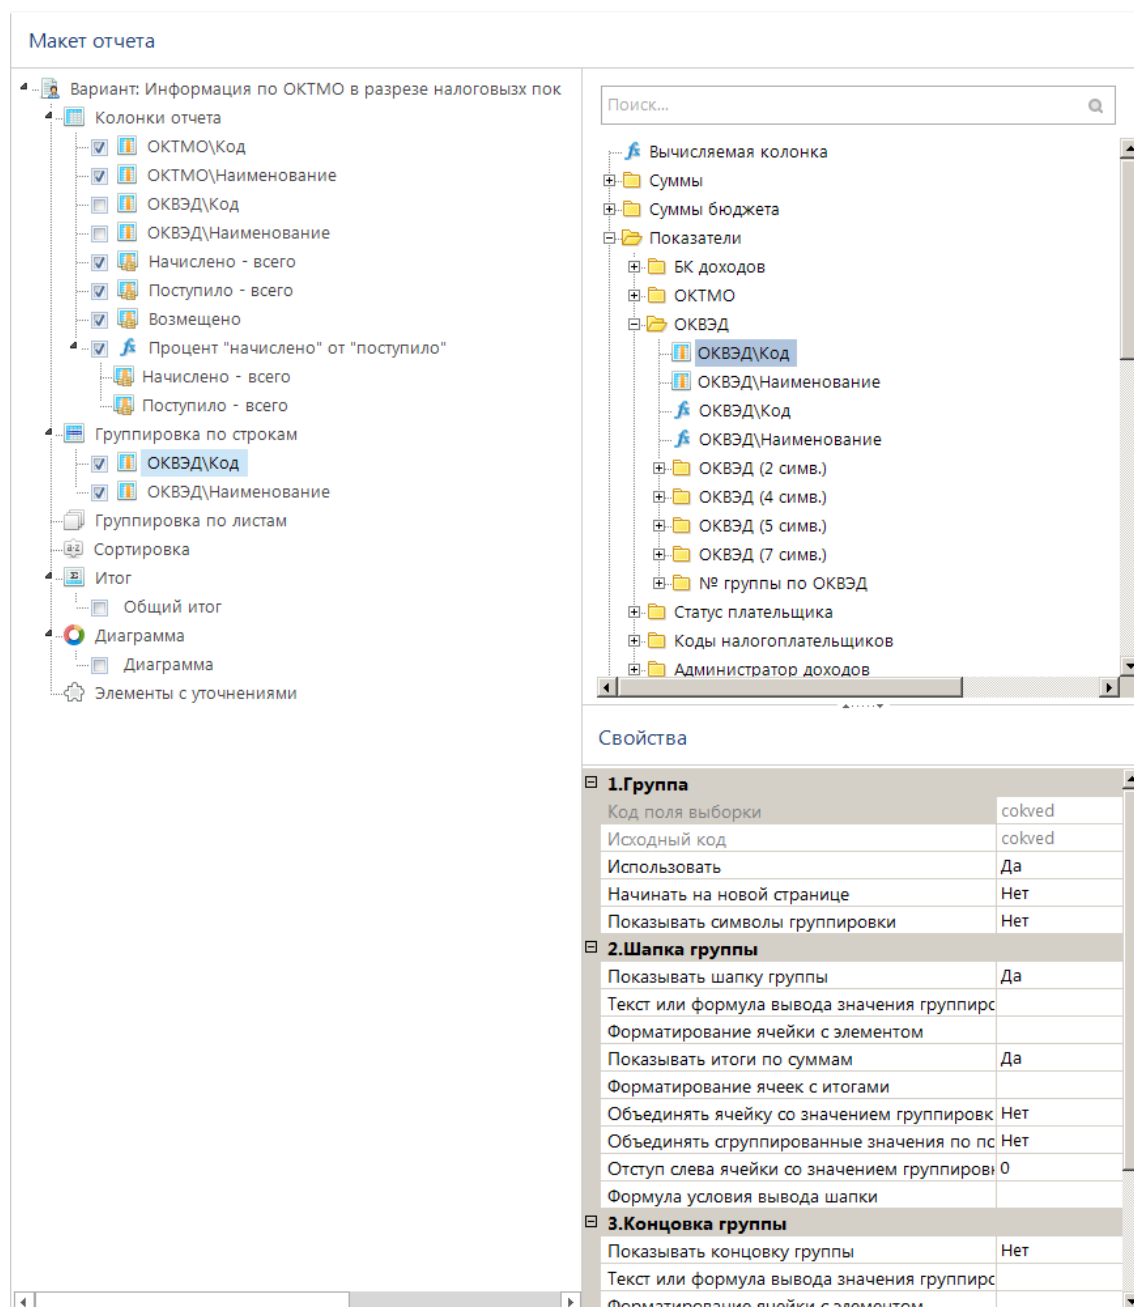 Макет отчета
Вариант: Информация по ОКТМО в разрезе налоговызх пок
Колонки отчета
ОКТМО\Код
ОКТМО\Наименование
ОКВЭД\Код
ОКВЭД\Наименование
Начислено - всего
Поступило - всего
Возмещено
Процент "начислено" от "поступило"
Начислено - всего
Поступило - всего
Группировка по строкам
ОКВЭД\Код
ОКВЭД\Наименование
Группировка по листам
Сортировка
Итог
Общий итог
Диаграмма
Диаграмма
Элементы с уточнениями
Поиск...
Вычисляемая колонка
Суммы
Суммы бюджета
Показатели
БК доходов
ОКТМО
ОКВЭД
ОКВЭД\Код
ОКВЭД\Наименование
ОКВЭД\Код
ОКВЭД\Наименование
ОКВЭД (2 симв.)
ОКВЭД (4 симв.)
ОКВЭД (5 симв.)
ОКВЭД (7 симв.)
№ группы по ОКВЭД
Статус плательщика
Коды налогоплательщиков
Администратор доходов
Свойства
1.Группа
Код поля выборки cokved
Исходный код cokved
Использовать Да
Начинать на новой странице Нет
Показывать символы группировки Нет
2.Шапка группы
Показывать шапку группы Да
Текст или формула вывода значения группирс
Форматирование ячейки с элементом
Показывать итоги по суммам Да
Форматирование ячеек с итогами
Объединять ячейку со значением группировк Нет
Объединять сгруппированные значения по пс Нет
Отступ слева ячейки со значением группиров 0
Формула условия вывода шапки
3.Концовка группы
Показывать концовку группы Нет
Текст или формула вывода значения группирс
Форматирование ячейки с элементом